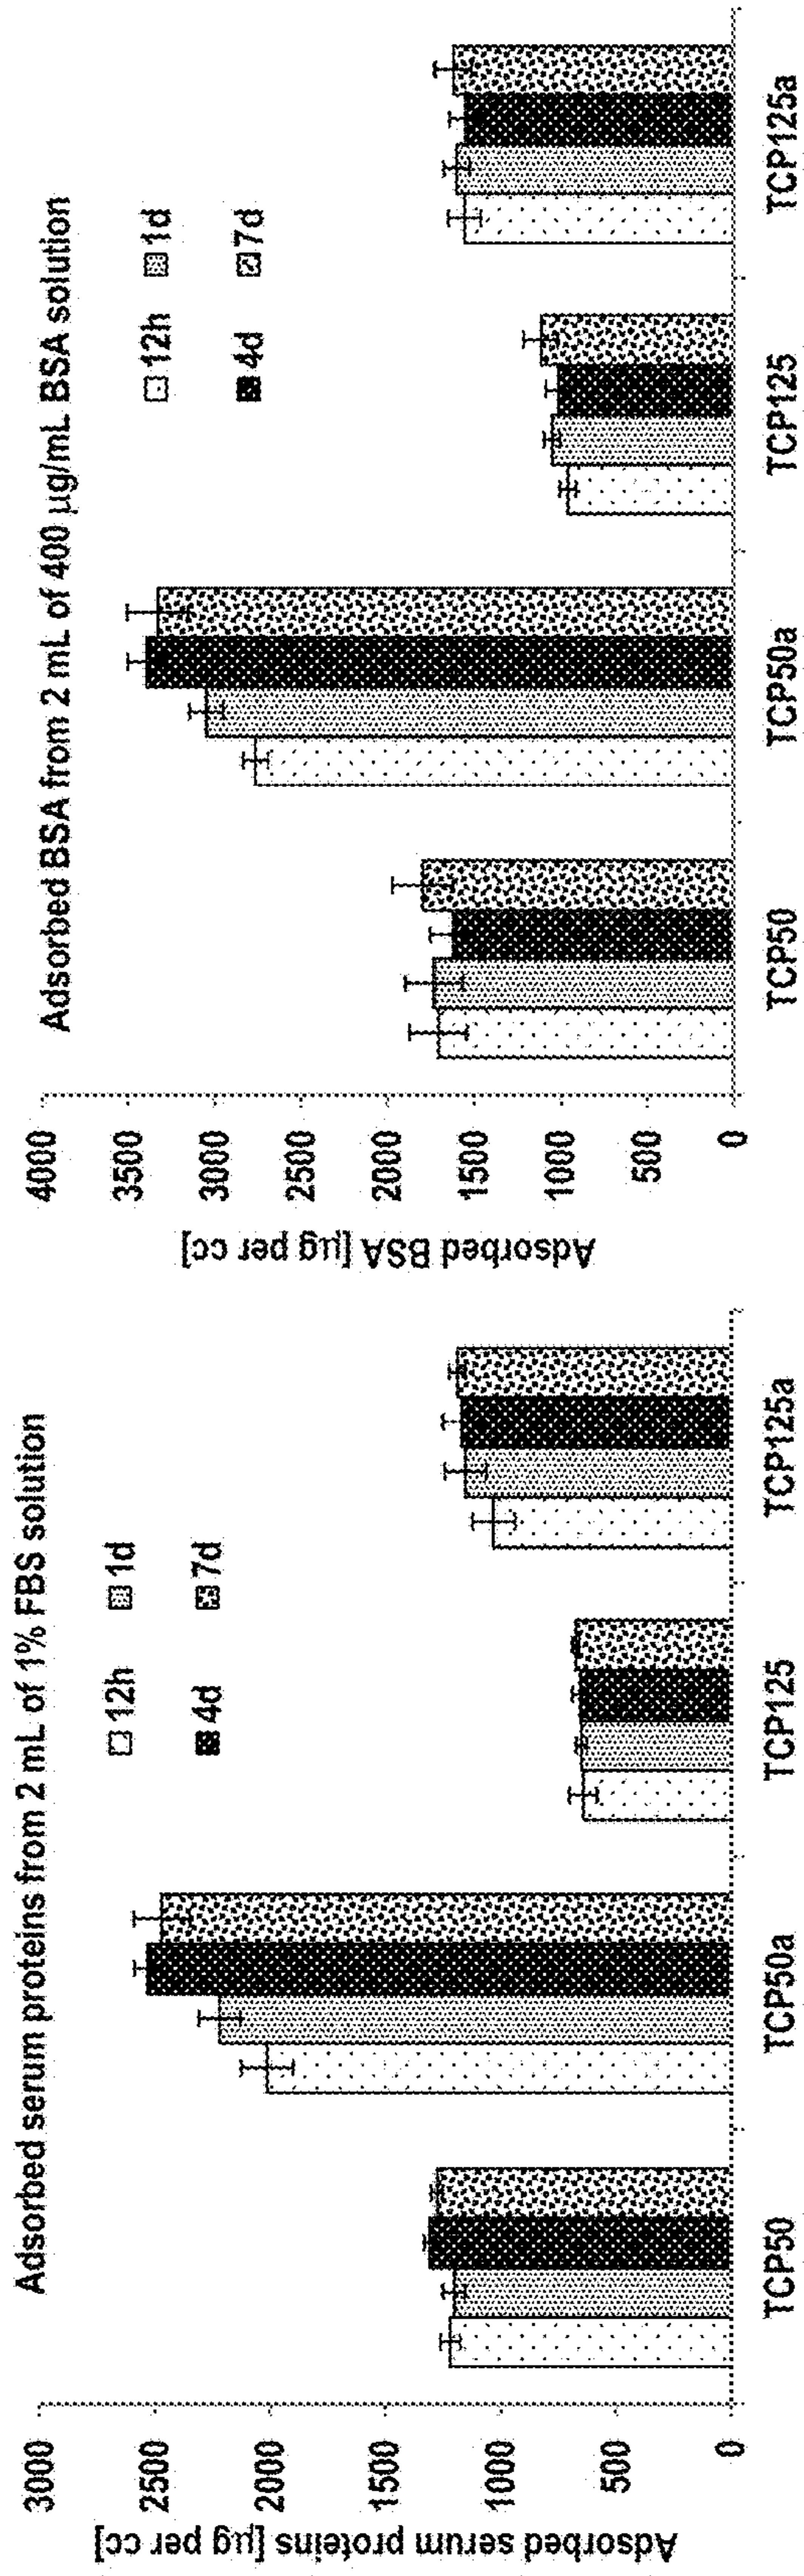 Adsorbed serum proteins from 2 mL of 1% FBS solution
12h 1d
4d 7d
Adsorbed serum proteins [µg per cc]
3000
2500
2000
1500
1000
500
0
TCP50 TCP50a TCP125 TCP125a
Adsorbed BSA from 2 mL of 400 µg/mL BSA solution
12h 1d
4d 7d
Adsorbed BSA [µg per cc]
4000
3500
3000
2500
2000
1500
1000
500
0
TCP50 TCP50a TCP125 TCP125a